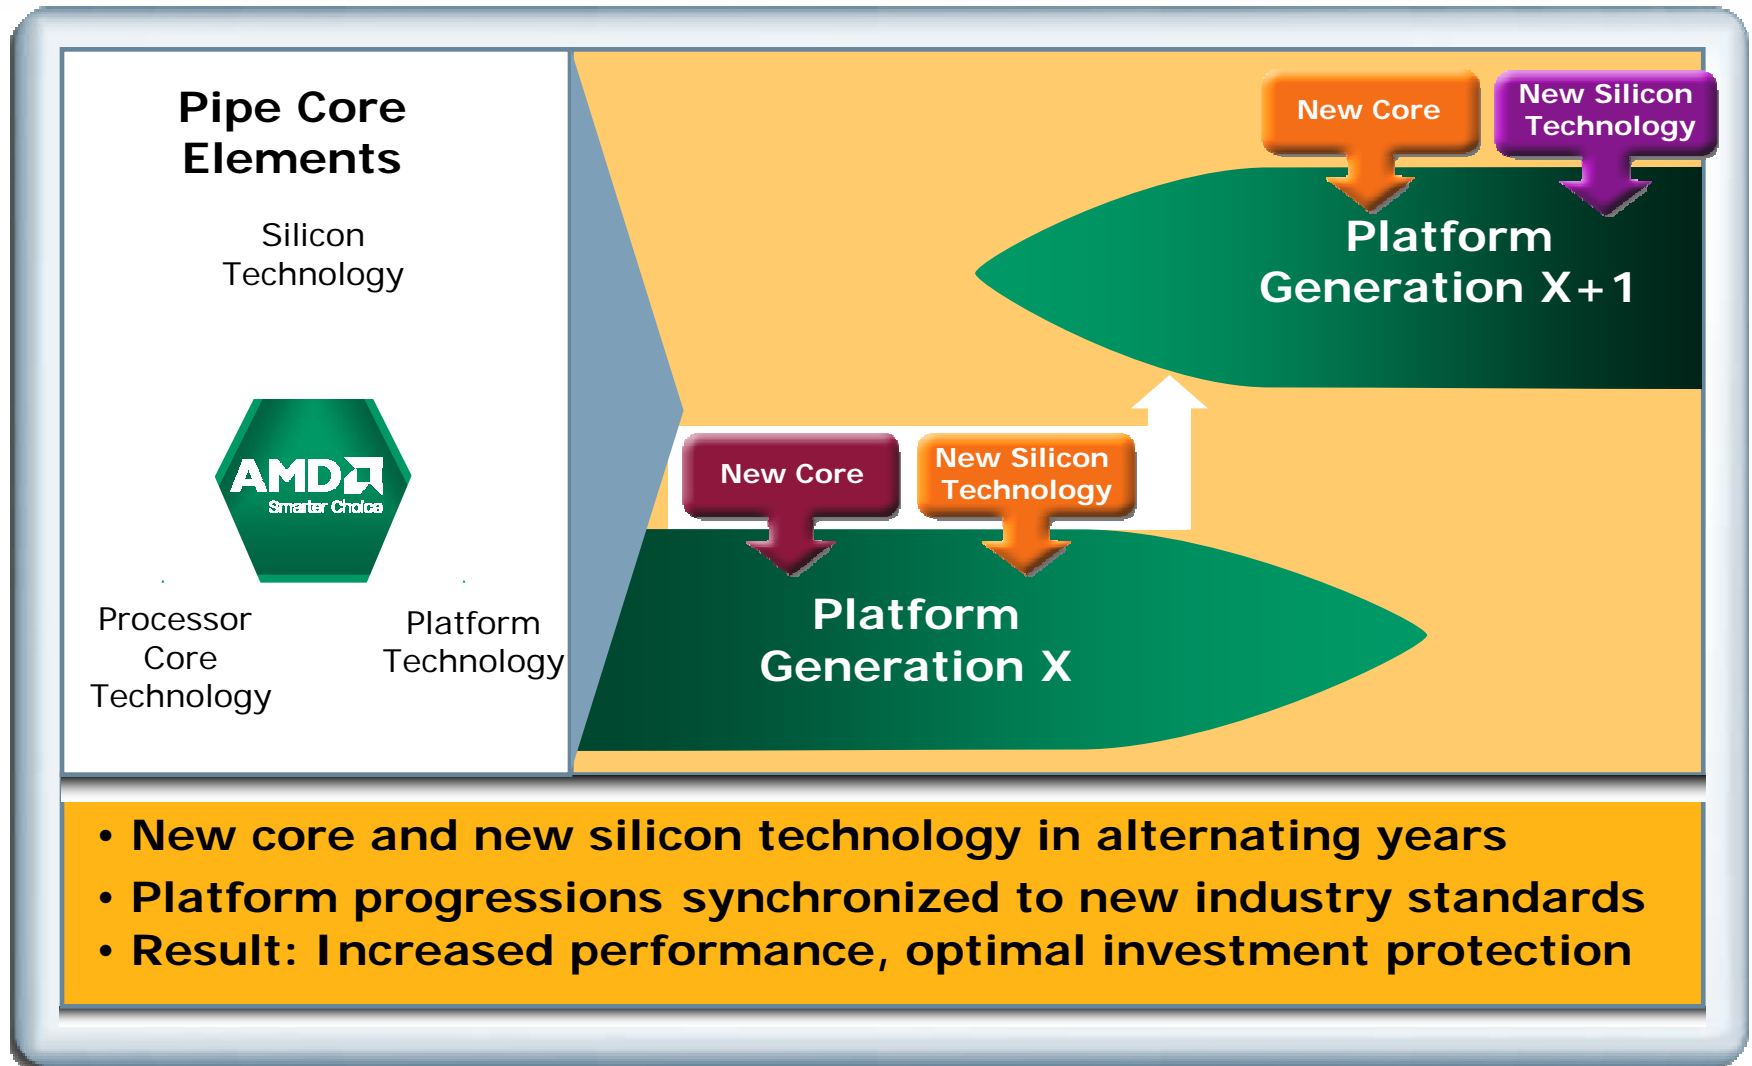 Pipe Core
Elements
Silicon
Technology
AMD
Smarter Choice
Processor
Core
Technology
Platform
Technology
New Core
New Silicon
Technology
Platform
Generation X+1
New Core
New Silicon
Technology
Platform
Generation X
• New core and new silicon technology in alternating years
• Platform progressions synchronized to new industry standards
• Result: Increased performance, optimal investment protection